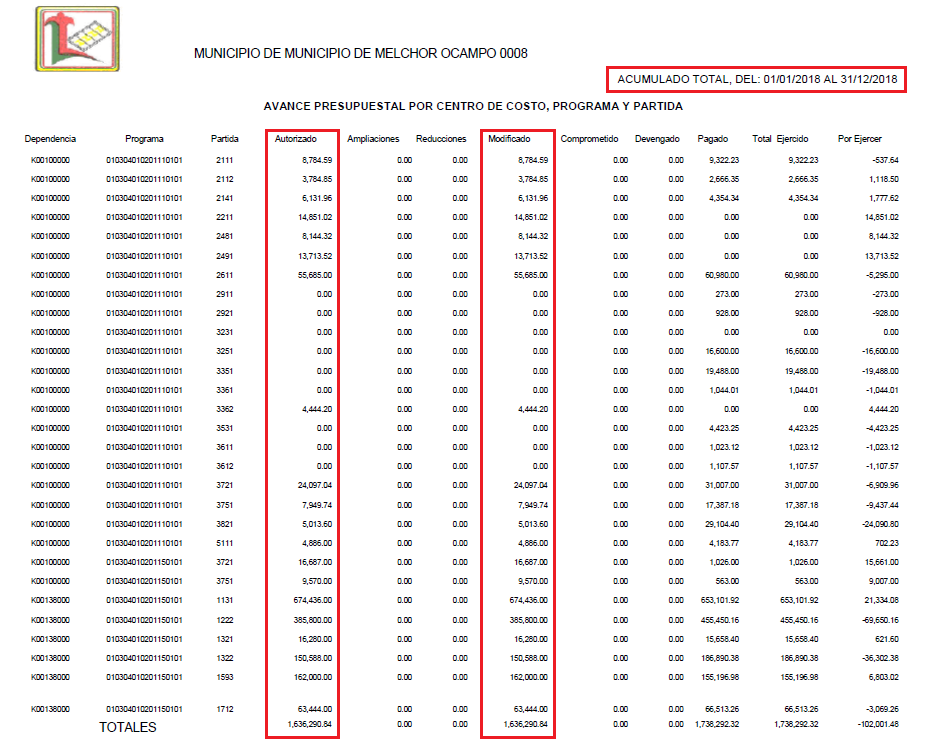 MUNICIPIO DE MUNICIPIO DE MELCHOR OCAMPO 0008
ACUMULADO TOTAL, DEL: 01/01/2018 AL 31/12/2018
AVANCE PRESUPUESTAL POR CENTRO DE COSTO, PROGRAMA Y PARTIDA
Dependencia Programa Partida Autorizado Ampliaciones Reducciones Modificado Comprometido Devengado Pagado Total Ejercido Por Ejercer
K00100000 010304010201110101 2111 8,784.59 0.00 0.00 8,784.59 0.00 0.00 9,322.23 9,322.23 -537.64
K00100000 010304010201110101 2112 3,784.85 0.00 0.00 3,784.85 0.00 0.00 2,666.35 2,666.35 1,118.50
K00100000 010304010201110101 2141 6,131.96 0.00 0.00 6,131.96 0.00 0.00 4,354.34 4,354.34 1,777.62
K00100000 010304010201110101 2211 14,851.02 0.00 0.00 14,851.02 0.00 0.00 0.00 0.00 14,851.02
K00100000 010304010201110101 2481 8,144.32 0.00 0.00 8,144.32 0.00 0.00 0.00 0.00 8,144.32
K00100000 010304010201110101 2491 13,713.52 0.00 0.00 13,713.52 0.00 0.00 0.00 0.00 13,713.52
K00100000 010304010201110101 2611 55,685.00 0.00 0.00 55,685.00 0.00 0.00 60,980.00 60,980.00 -5,295.00
K00100000 010304010201110101 2911 0.00 0.00 0.00 0.00 0.00 0.00 273.00 273.00 -273.00
K00100000 010304010201110101 2921 0.00 0.00 0.00 0.00 0.00 0.00 928.00 928.00 -928.00
K00100000 010304010201110101 3231 0.00 0.00 0.00 0.00 0.00 0.00 0.00 0.00 0.00
K00100000 010304010201110101 3251 0.00 0.00 0.00 0.00 0.00 0.00 16,600.00 16,600.00 -16,600.00
K00100000 010304010201110101 3351 0.00 0.00 0.00 0.00 0.00 0.00 19,488.00 19,488.00 -19,488.00
K00100000 010304010201110101 3361 0.00 0.00 0.00 0.00 0.00 0.00 1,044.01 1,044.01 -1,044.01
K00100000 010304010201110101 3362 4,444.20 0.00 0.00 4,444.20 0.00 0.00 0.00 0.00 4,444.20
K00100000 010304010201110101 3531 0.00 0.00 0.00 0.00 0.00 0.00 4,423.25 4,423.25 -4,423.25
K00100000 010304010201110101 3611 0.00 0.00 0.00 0.00 0.00 0.00 1,023.12 1,023.12 -1,023.12
K00100000 010304010201110101 3612 0.00 0.00 0.00 0.00 0.00 0.00 1,107.57 1,107.57 -1,107.57
K00100000 010304010201110101 3721 24,097.04 0.00 0.00 24,097.04 0.00 0.00 31,007.00 31,007.00 -6,909.96
K00100000 010304010201110101 3751 7,949.74 0.00 0.00 7,949.74 0.00 0.00 17,387.18 17,387.18 -9,437.44
K00100000 010304010201110101 3821 5,013.60 0.00 0.00 5,013.60 0.00 0.00 29,104.40 29,104.40 -24,090.80
K00100000 010304010201110101 5111 4,886.00 0.00 0.00 4,886.00 0.00 0.00 4,183.77 4,183.77 702.23
K00100000 010304010201150101 3721 16,687.00 0.00 0.00 16,687.00 0.00 0.00 1,026.00 1,026.00 15,661.00
K00100000 010304010201150101 3751 9,570.00 0.00 0.00 9,570.00 0.00 0.00 563.00 563.00 9,007.00
K00138000 010304010201150101 1131 674,436.00 0.00 0.00 674,436.00 0.00 0.00 653,101.92 653,101.92 21,334.08
K00138000 010304010201150101 1222 385,800.00 0.00 0.00 385,800.00 0.00 0.00 455,450.16 455,450.16 -69,650.16
K00138000 010304010201150101 1321 16,280.00 0.00 0.00 16,280.00 0.00 0.00 15,658.40 15,658.40 621.60
K00138000 010304010201150101 1322 150,588.00 0.00 0.00 150,588.00 0.00 0.00 186,890.38 186,890.38 -36,302.38
K00138000 010304010201150101 1593 162,000.00 0.00 0.00 162,000.00 0.00 0.00 155,196.98 155,196.98 6,803.02
K00138000 010304010201150101 1712 63,444.00 0.00 0.00 63,444.00 0.00 0.00 66,513.26 66,513.26 -3,069.26
TOTALES 1,636,290.84 0.00 0.00 1,636,290.84 0.00 0.00 1,738,292.32 1,738,292.32 -102,001.48